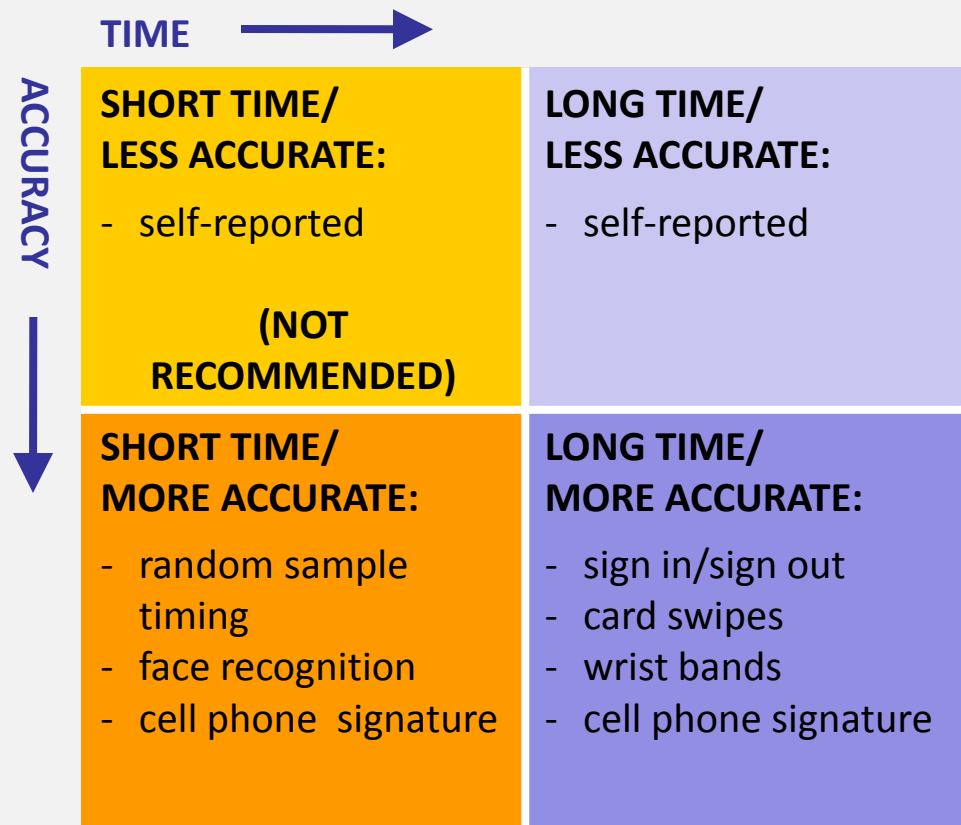 TIME
ACCURACY
SHORT TIME/
LESS ACCURATE:
- self-reported
(NOT
RECOMMENDED)
LONG TIME/
LESS ACCURATE:
- self-reported
SHORT TIME/
MORE ACCURATE:
- random sample
timing
- face recognition
- cell phone signature
LONG TIME/
MORE ACCURATE:
- sign in/sign out
- card swipes
- wrist bands
- cell phone signature